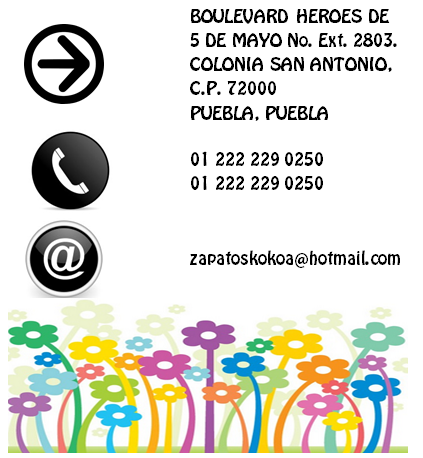 BOULEVARD HEROES DE
5 DE MAYO No. Ext. 2803.
COLONIA SAN ANTONIO,
C.P. 72000
PUEBLA, PUEBLA
01 222 229 0250
01 222 229 0250
@
zapatoskokoa@hotmail.com